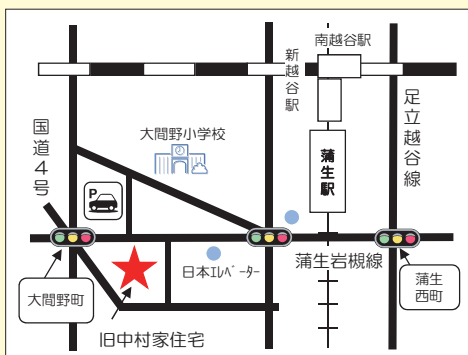 南越谷駅
新越谷駅
足立越谷線
国道4号
大間野小学校
蒲生駅
P
日本ｴﾚﾍﾞｰﾀｰ
蒲生岩槻線
大間野町
蒲生
西町
旧中村家住宅